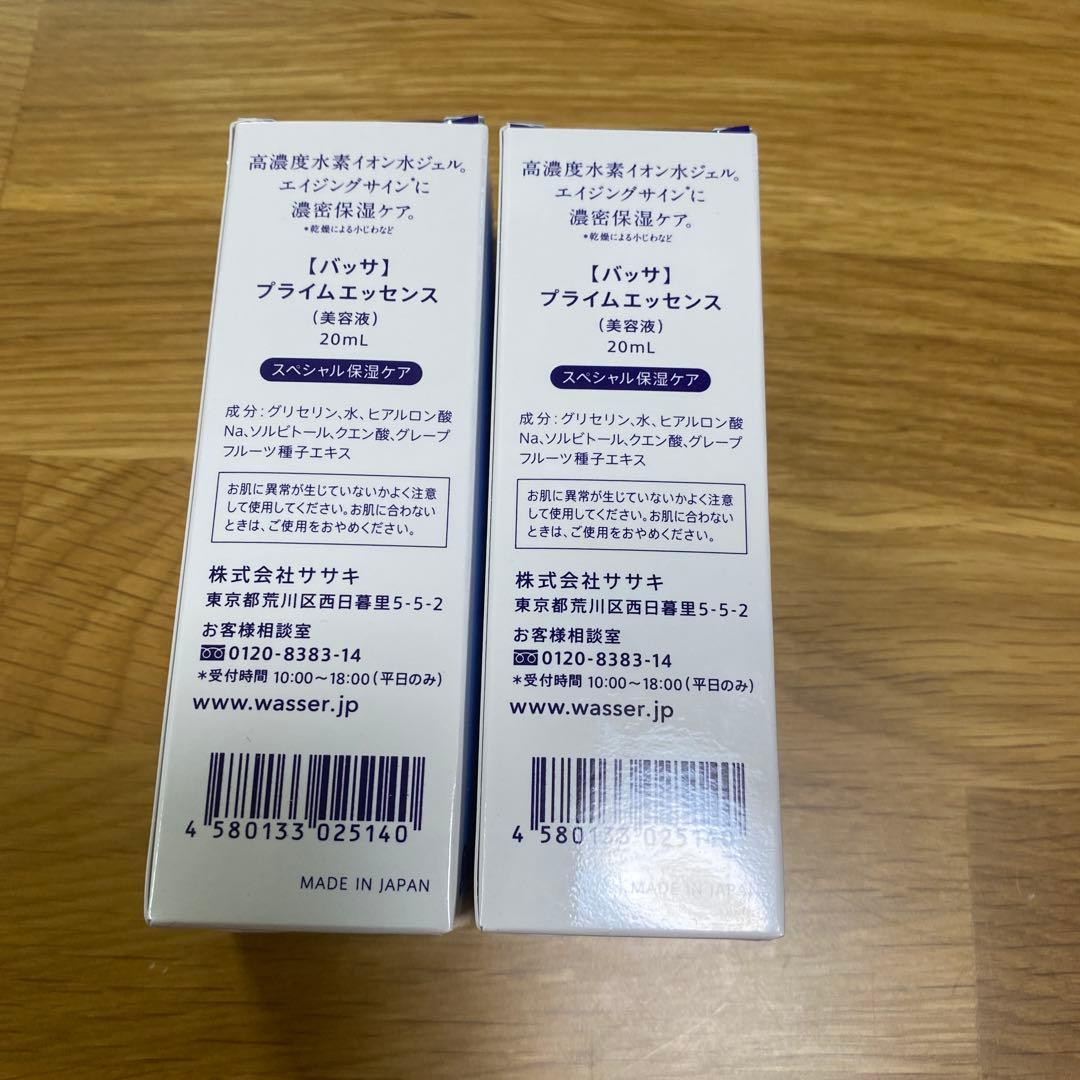 高濃度水素イオン水ジェル。
エイジングサイン*に
濃密保湿ケア。
*乾燥による小じわなど
【バッサ】
プライムエッセンス
(美容液)
20mL
スペシャル保湿ケア
成分:グリセリン、水、ヒアルロン酸
Na、ソルビトール、クエン酸、グレープ
フルーツ種子エキス
お肌に異常が生じていないかよく注意
して使用してください。お肌に合わない
ときは、ご使用をおやめください。
株式会社ササキ
東京都荒川区西日暮里5-5-2
お客様相談室
0120-8383-14
*受付時間 10:00~18:00(平日のみ)
www.wasser.jp
4 580133 025140
MADE IN JAPAN
高濃度水素イオン水ジェル。
エイジングサイン*に
濃密保湿ケア。
*乾燥による小じわなど
【バッサ】
プライムエッセンス
(美容液)
20mL
スペシャル保湿ケア
成分:グリセリン、水、ヒアルロン酸
Na、ソルビトール、クエン酸、グレープ
フルーツ種子エキス
お肌に異常が生じていないかよく注意
して使用してください。お肌に合わない
ときは、ご使用をおやめください。
株式会社ササキ
東京都荒川区西日暮里5-5-2
お客様相談室
0120-8383-14
*受付時間 10:00~18:00(平日のみ)
www.wasser.jp
4 580133 025140
MADE IN JAPAN